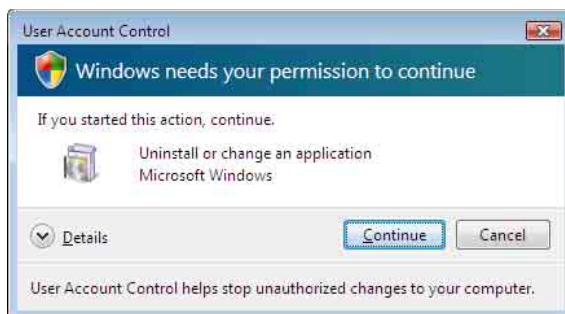 User Account Control
Windows needs your permission to continue
If you started this action, continue.
Uninstall or change an application
Microsoft Windows
Details
Continue
Cancel
User Account Control helps stop unauthorized changes to your computer.